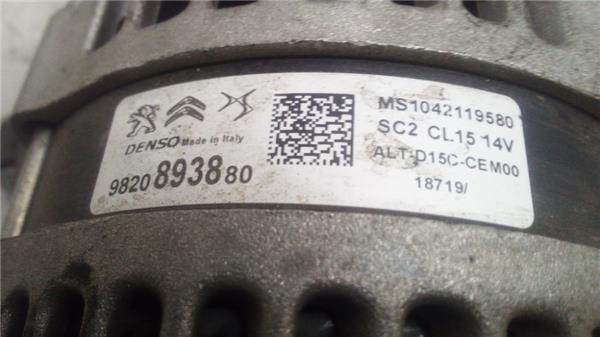 DENSO Made in Italy
9820893880
MS1042119580
SC2 CL15 14V
ALT-D15C-CEM00
18719/